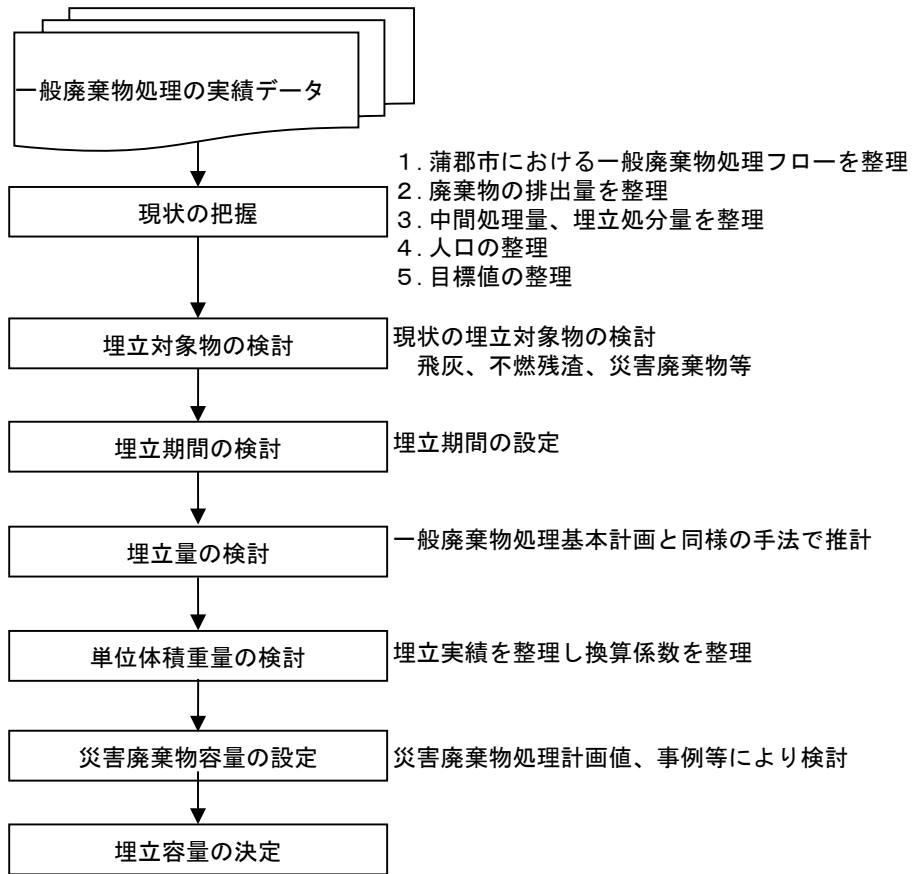 一般廃棄物処理の実績データ
１．蒲郡市における一般廃棄物処理フローを整理
２．廃棄物の排出量を整理
現状の把握
３．中間処理量、埋立処分量を整理
４．人口の整理
５．目標値の整理
埋立対象物の検討
現状の埋立対象物の検討
飛灰、不燃残渣、災害廃棄物等
埋立期間の検討
埋立期間の設定
埋立量の検討
一般廃棄物処理基本計画と同様の手法で推計
単位体積重量の検討
埋立実績を整理し換算係数を整理
災害廃棄物容量の設定
災害廃棄物処理計画値、事例等により検討
埋立容量の決定